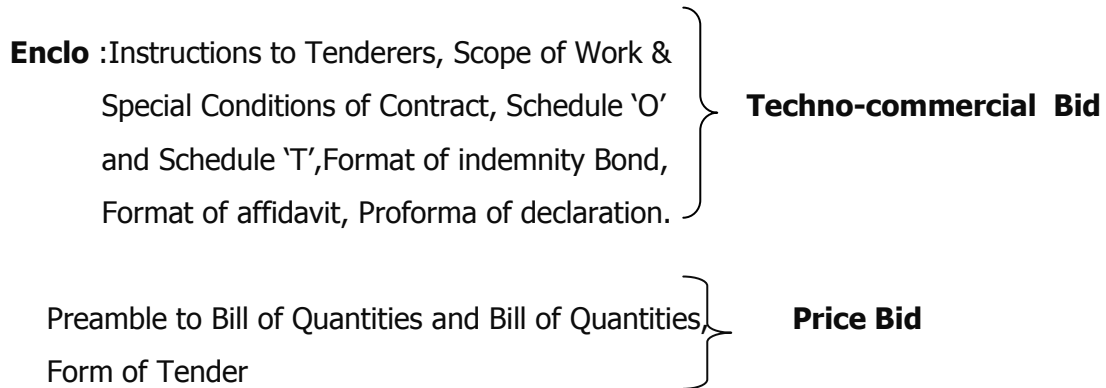 Enclo :Instructions to Tenderers, Scope of Work &
Special Conditions of Contract, Schedule ‘O’
and Schedule ‘T’,Format of indemnity Bond,
Format of affidavit, Proforma of declaration.
Techno-commercial Bid
Preamble to Bill of Quantities and Bill of Quantities,
Form of Tender
Price Bid